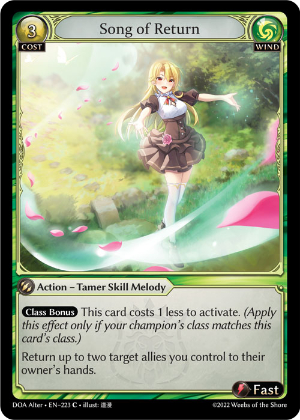 3
COST
Song of Return
WIND
Action – Tamer Skill Melody
Class Bonus This card costs 1 less to activate. (Apply
this effect only if your champion's class matches this
card's class.)
Return up to two target allies you control to their
owner's hands.
Fast
DOA Alter • EN–221 C • illust: 道漫
©2022 Weebs of the Shore